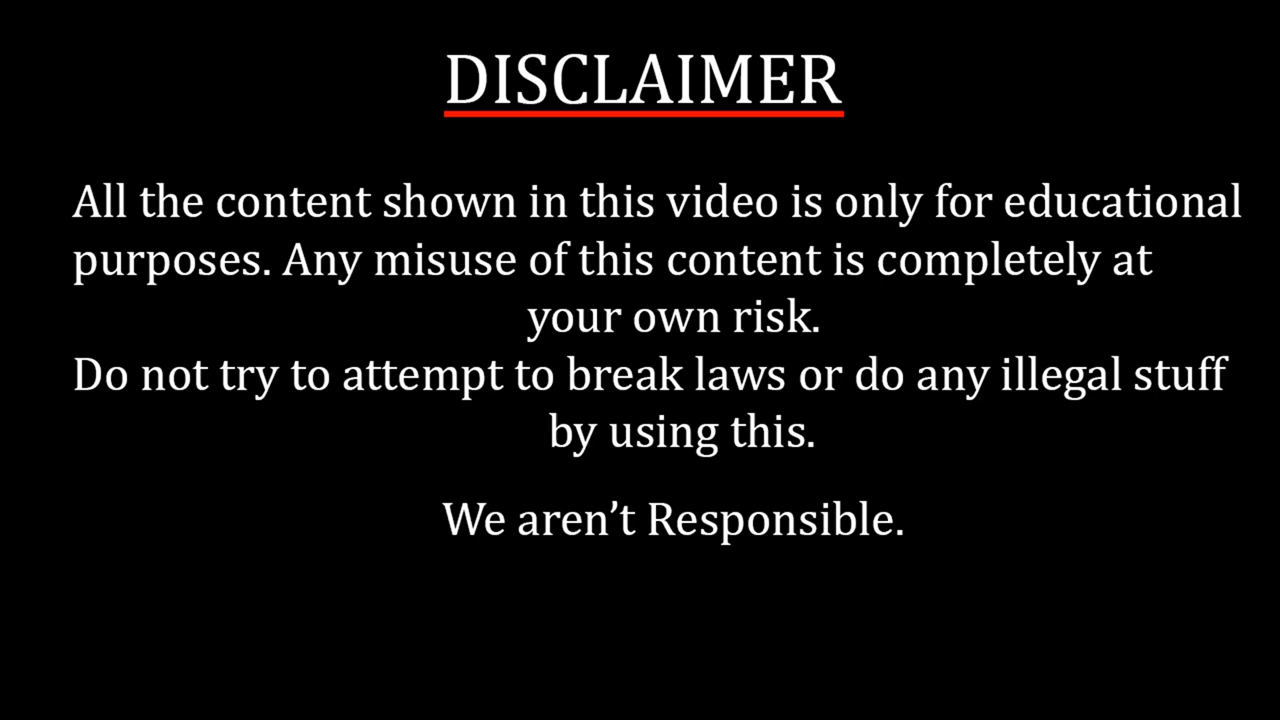 DISCLAIMER
All the content shown in this video is only for educational
purposes. Any misuse of this content is completely at
your own risk.
Do not try to attempt to break laws or do any illegal stuff
by using this.
We aren’t Responsible.